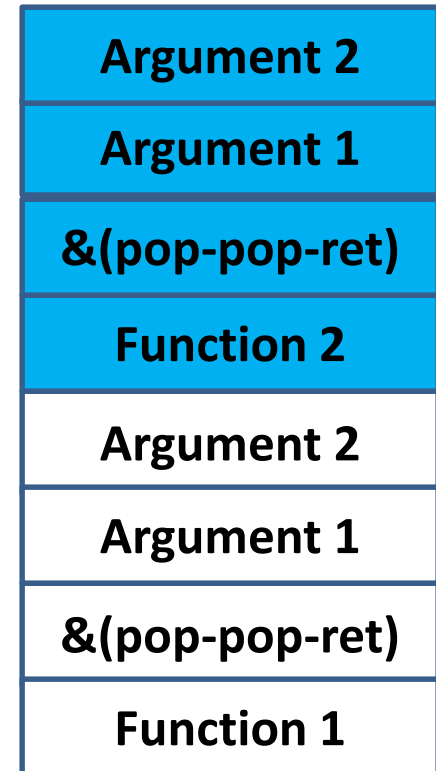 Argument 2
Argument 1
&(pop-pop-ret)
Function 2
Argument 2
Argument 1
&(pop-pop-ret)
Function 1